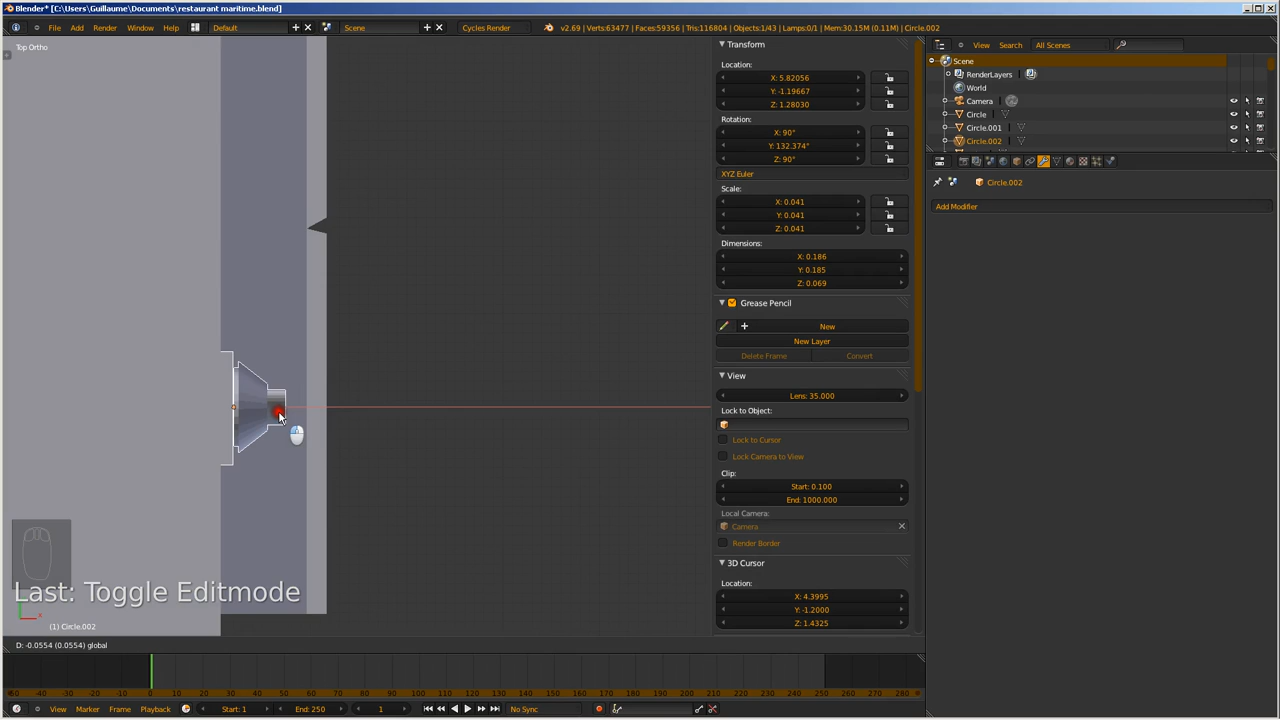 Blender* [C:\Users\Guillaume\Documents\restaurant maritime.blend]
File Add Render Window Help Default Scene Cycles Render v2.69 | Verts:63477 | Faces:59356 | Tris:116804 | Objects:1/43 | Lamps:0/1 | Mem:30.15M (0.11M) | Circle.002
Top Ortho
Last: Toggle Editmode
(1) Circle.002
D: -0.0554 (0.0554) global
Transform
Location:
X: 5.82056
Y: -1.19667
Z: 1.28030
Rotation:
X: 90°
Y: 132.374°
Z: 90°
XYZ Euler
Scale:
X: 0.041
Y: 0.041
Z: 0.041
Dimensions:
X: 0.186
Y: 0.185
Z: 0.069
Grease Pencil
New
New Layer
Delete Frame Convert
View
Lens: 35.000
Lock to Object:
Lock to Cursor
Lock Camera to View
Clip:
Start: 0.100
End: 1000.000
Local Camera:
Camera
Render Border
3D Cursor
Location:
X: 4.3995
Y: -1.2000
Z: 1.4325
View Search All Scenes
Scene
RenderLayers
World
Camera
Circle
Circle.001
Circle.002
Circle.002
Add Modifier
-50 -40 -30 -20 -10 0 10 20 30 40 50 60 70 80 90 100 110 120 130 140 150 160 170 180 190 200 210 220 230 240 250 260 270 280
View Marker Frame Playback Start: 1 End: 250 1 No Sync